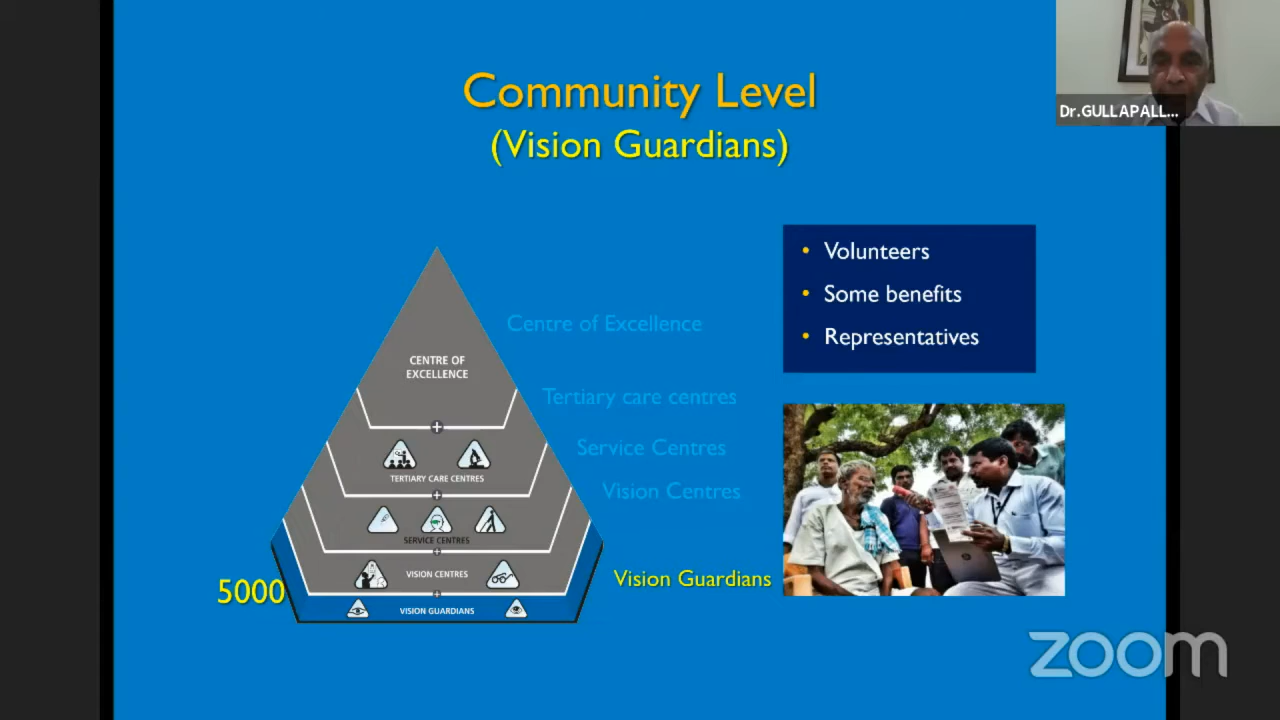 Community Level
(Vision Guardians)
Dr.GULLAPALL...
• Volunteers
• Some benefits
• Representatives
Centre of Excellence
Tertiary care centres
Service Centres
Vision Centres
Vision Guardians
CENTRE OF
EXCELLENCE
TERTIARY CARE CENTRES
SERVICE CENTRES
VISION CENTRES
VISION GUARDIANS
5000
zoom